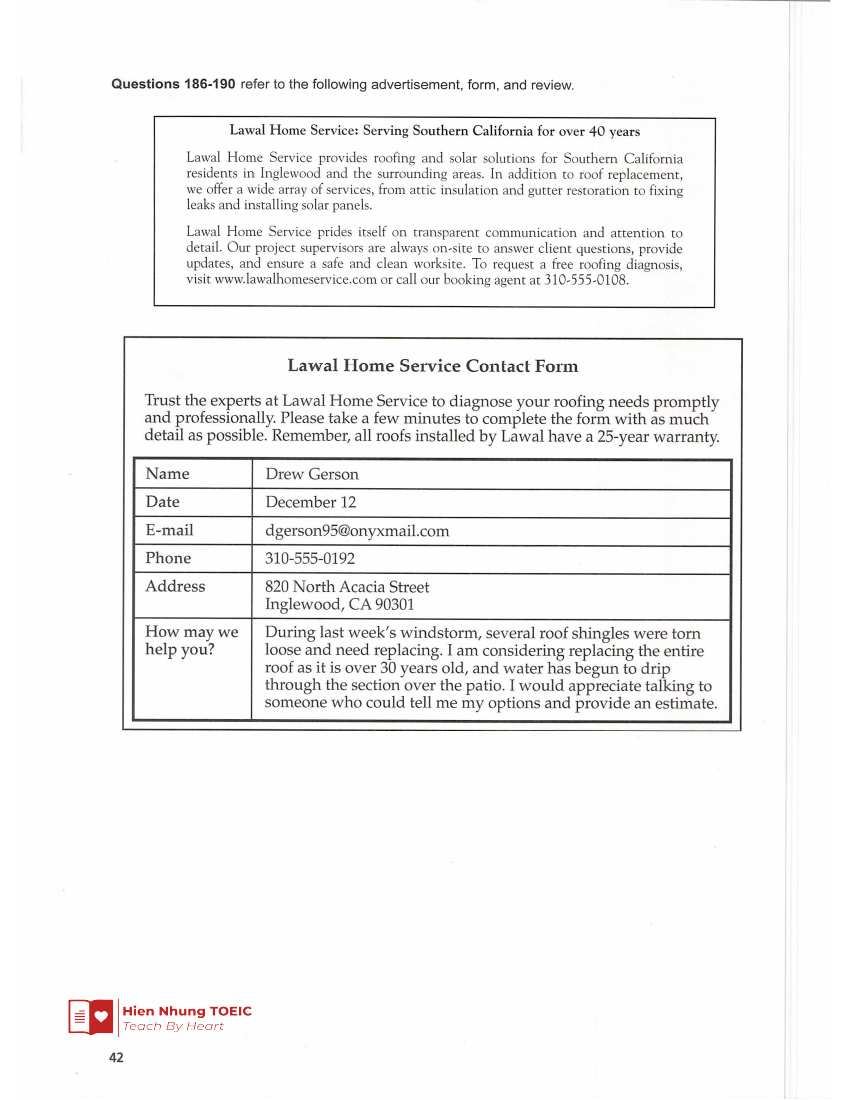 Questions 186-190 refer to the following advertisement, form, and review.
Lawal Home Service: Serving Southern California for over 40 years
Lawal Home Service provides roofing and solar solutions for Southern California
residents in Inglewood and the surrounding areas. In addition to roof replacement,
we offer a wide array of services, from attic insulation and gutter restoration to fixing
leaks and installing solar panels.
Lawal Home Service prides itself on transparent communication and attention to
detail. Our project supervisors are always on-site to answer client questions, provide
updates, and ensure a safe and clean worksite. To request a free roofing diagnosis,
visit www.lawalhomeservice.com or call our booking agent at 310-555-0108.
Lawal Home Service Contact Form
Trust the experts at Lawal Home Service to diagnose your roofing needs promptly
and professionally. Please take a few minutes to complete the form with as much
detail as possible. Remember, all roofs installed by Lawal have a 25-year warranty.
Name Drew Gerson
Date December 12
E-mail dgerson95@onyxmail.com
Phone 310-555-0192
Address 820 North Acacia Street
Inglewood, CA 90301
How may we During last week's windstorm, several roof shingles were torn
help you? loose and need replacing. I am considering replacing the entire
roof as it is over 30 years old, and water has begun to drip
through the section over the patio. I would appreciate talking to
someone who could tell me my options and provide an estimate.
Hien Nhung TOEIC
Teach By Heart
42